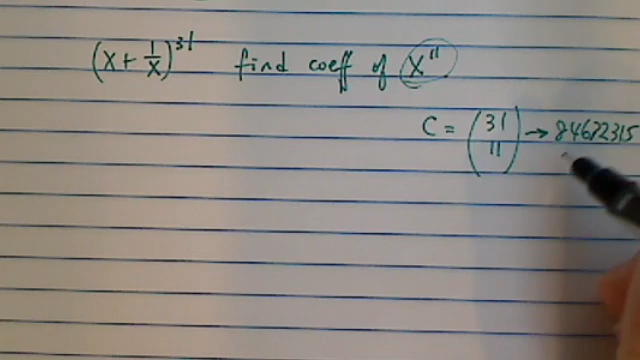 (x + 1/x)^31 find coeff of x^11
C = (31 11) → 84672315